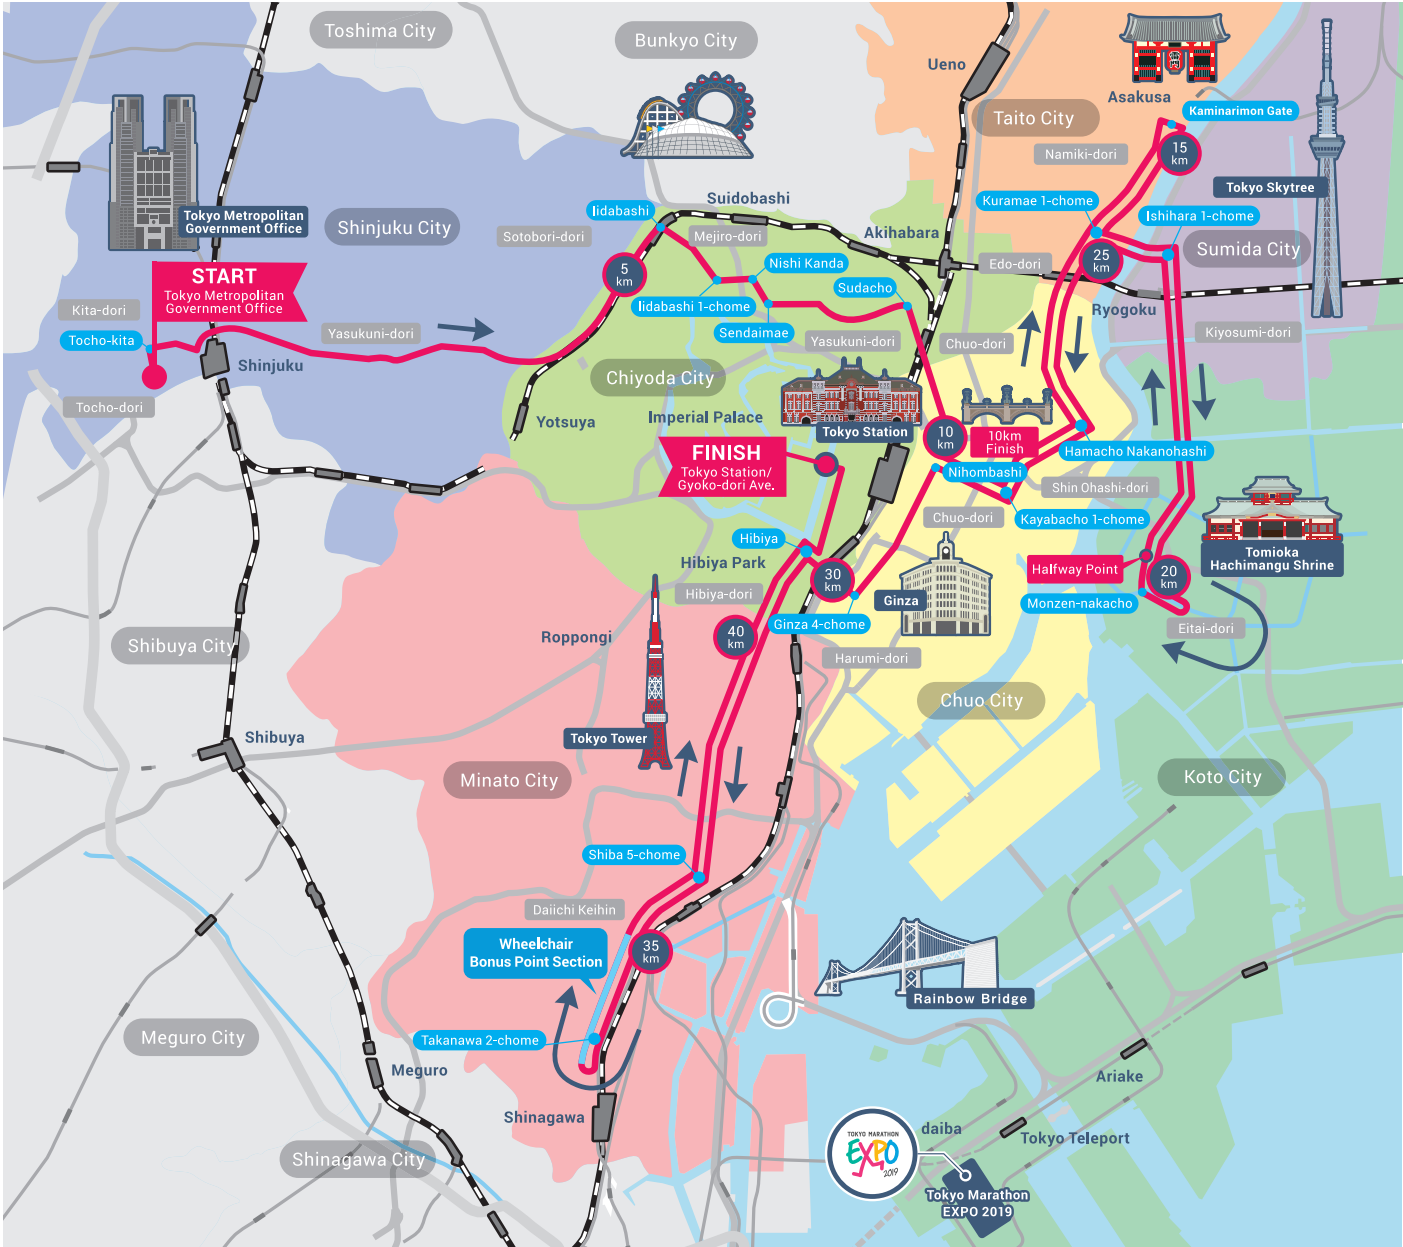 Toshima City
Bunkyo City
Ueno
Asakusa
Kaminarimon Gate
Taito City
Namiki-dori
15
km
Tokyo Skytree
Kuramae 1-chome
Ishihara 1-chome
Sumida City
Tokyo Metropolitan
Government Office
Shinjuku City
Iidabashi
Suidobashi
Sotobori-dori
Mejiro-dori
Akihabara
Edo-dori
25
km
5
km
Nishi Kanda
Sudacho
Iidabashi 1-chome
Sendaimae
Ryogoku
START
Tokyo Metropolitan
Government Office
Kita-dori
Tocho-kita
Yasukuni-dori
Yasukuni-dori
Chuo-dori
Kiyosumi-dori
Shinjuku
Tocho-dori
Chiyoda City
Yotsuya
Imperial Palace
Tokyo Station
10
km
10km
Finish
FINISH
Tokyo Station/
Gyoko-dori Ave.
Hamacho Nakanohashi
Nihombashi
Shin Ohashi-dori
Chuo-dori
Kayabacho 1-chome
Hibiya
Hibiya Park
30
km
Hibiya-dori
Ginza
Ginza 4-chome
Halfway Point
20
km
Monzen-nakacho
Tomioka
Hachimangu Shrine
Eitai-dori
40
km
Roppongi
Harumi-dori
Shibuya City
Chuo City
Shibuya
Tokyo Tower
Minato City
Koto City
Shiba 5-chome
Daiichi Keihin
Wheelchair
Bonus Point Section
35
km
Rainbow Bridge
Takanawa 2-chome
Meguro City
Meguro
Ariake
Shinagawa
daiba
Tokyo Teleport
TOKYO MARATHON
EXPO
2019
Shinagawa City
Tokyo Marathon
EXPO 2019